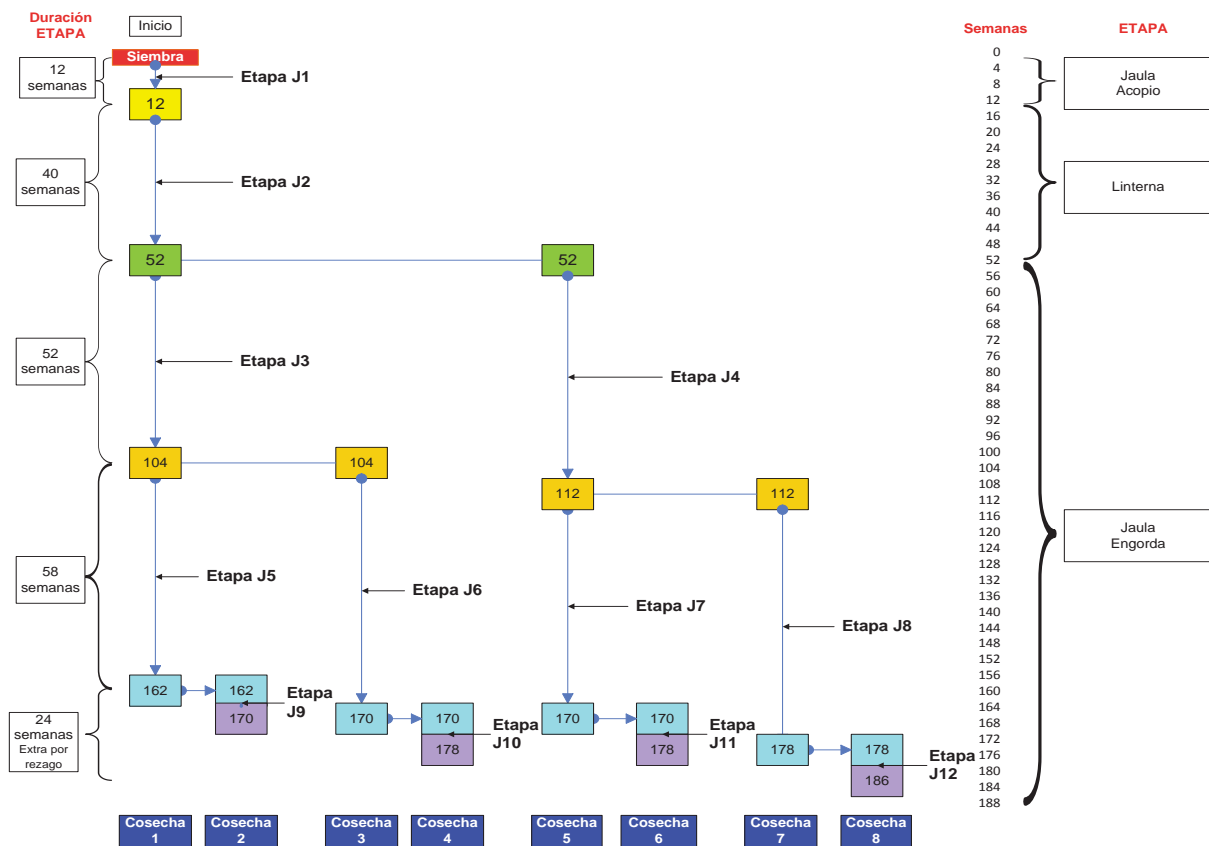 Duración
ETAPA
Inicio
Semanas
ETAPA
Siembra
12
semanas
Etapa J1
12
40
semanas
Etapa J2
52
52
52
semanas
Etapa J3
Etapa J4
104
104
112
112
58
semanas
Etapa J5
Etapa J6
Etapa J7
Etapa J8
162
162
170
Etapa
J9
170
170
178
Etapa
J10
170
170
178
Etapa
J11
178
178
186
Etapa
J12
24
semanas
Extra por
rezago
Cosecha
1
Cosecha
2
Cosecha
3
Cosecha
4
Cosecha
5
Cosecha
6
Cosecha
7
Cosecha
8
0
4
8
12
16
20
24
28
32
36
40
44
48
52
56
60
64
68
72
76
80
84
88
92
96
100
104
108
112
116
120
124
128
132
136
140
144
148
152
156
160
164
168
172
176
180
184
188
Jaula
Acopio
Linterna
Jaula
Engorda